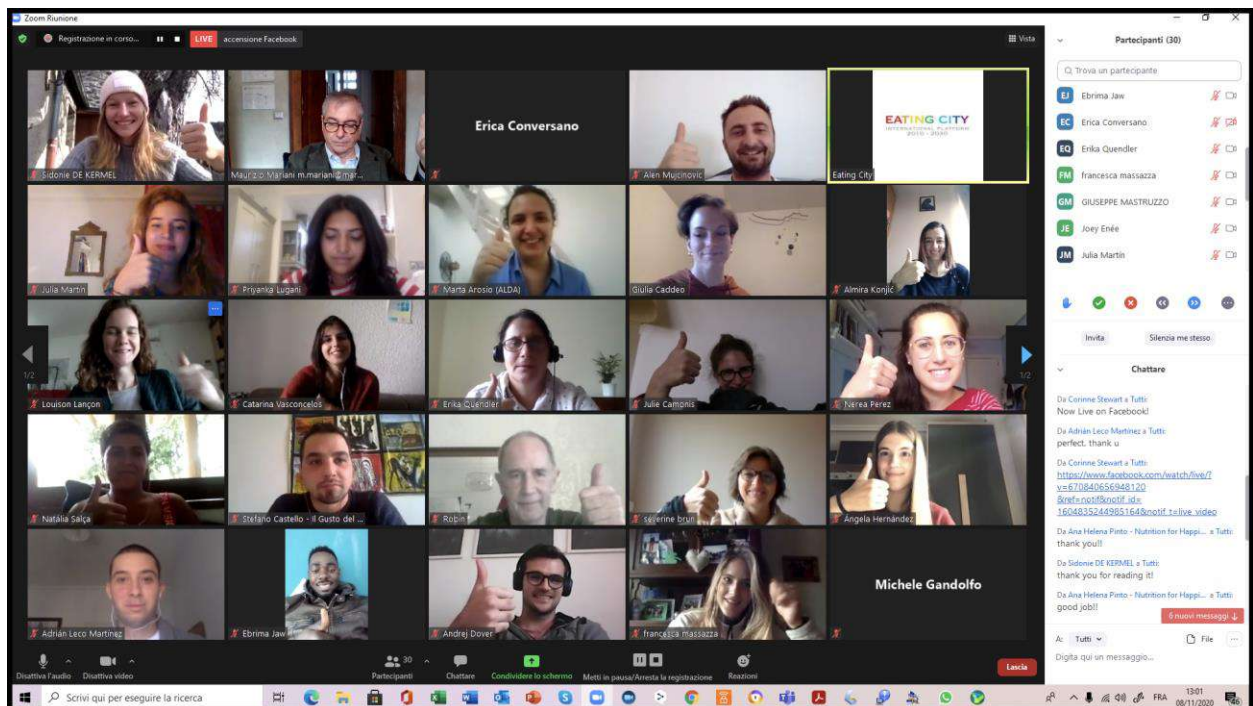 Zoom Riunione
Registrazione in corso...
LIVE
accensione Facebook
Vista
Sidonie DE KERMEL
Maurizio Mariani m.mariani@mar...
Erica Conversano
Alen Mujcinovic
EATING CITY
INTERNATIONAL PLATFORM
2010 - 2020
Eating City
Julia Martin
Priyanka Lugani
Marta Arosio (ALDA)
Giulia Caddeo
Almira Konjić
1/2
Louison Lançon
Catarina Vasconcelos
Erika Quendler
Julie Camonis
Nerea Perez
1/2
Natália Salça
Stefano Castello - Il Gusto del ...
Robin f
severine brun
Ángela Hernández
Adrián Leco Martínez
Ebrima Jaw
Andrej Dover
francesca massazza
Michele Gandolfo
Disattiva l'audio
Disattiva video
30
Partecipanti
Chattare
Condividere lo schermo
Metti in pausa/Arresta la registrazione
Reazioni
Lascia
Partecipanti (30)
Trova un partecipante
EJ Ebrima Jaw
EC Erica Conversano
EQ Erika Quendler
FM francesca massazza
GM GIUSEPPE MASTRUZZO
JE Joey Enée
JM Julia Martin
Invita
Silenzia me stesso
Chattare
Da Corinne Stewart a Tutti:
Now Live on Facebook!
Da Adrián Leco Martínez a Tutti:
perfect. thank u
Da Corinne Stewart a Tutti:
https://www.facebook.com/watch/live/?
v=670840656948120
&ref=notif&notif_id=
1604835244985164&notif_t=live_video
Da Ana Helena Pinto - Nutrition for Happi... a Tutti:
thank you!!
Da Sidonie DE KERMEL a Tutti:
thank you for reading it!
Da Ana Helena Pinto - Nutrition for Happi... a Tutti:
good job!!
6 nuovi messaggi
A: Tutti
File
Digita qui un messaggio...
Scrivi qui per eseguire la ricerca
FRA
13:01
08/11/2020